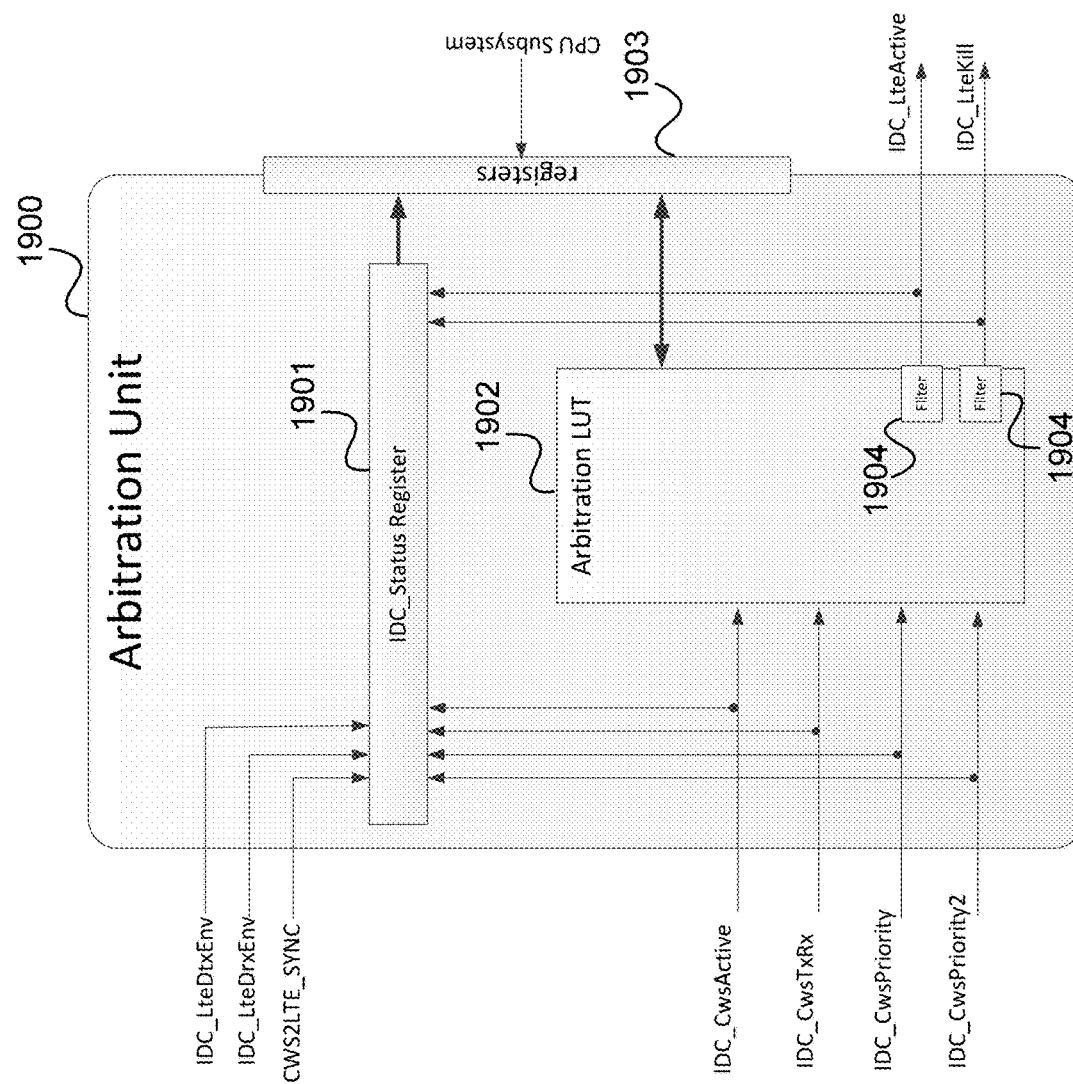 1900
Arbitration Unit
CPU Subsystem
1903
registers
1901
IDC_Status Register
IDC_LteDtxEnv
IDC_LteDrxEnv
CWS2LTE_SYNC
1902
Arbitration LUT
IDC_CwsActive
IDC_CwsTxRx
IDC_CwsPriority
IDC_CwsPriority2
1904
Filter
Filter
1904
IDC_LteActive
IDC_LteKill